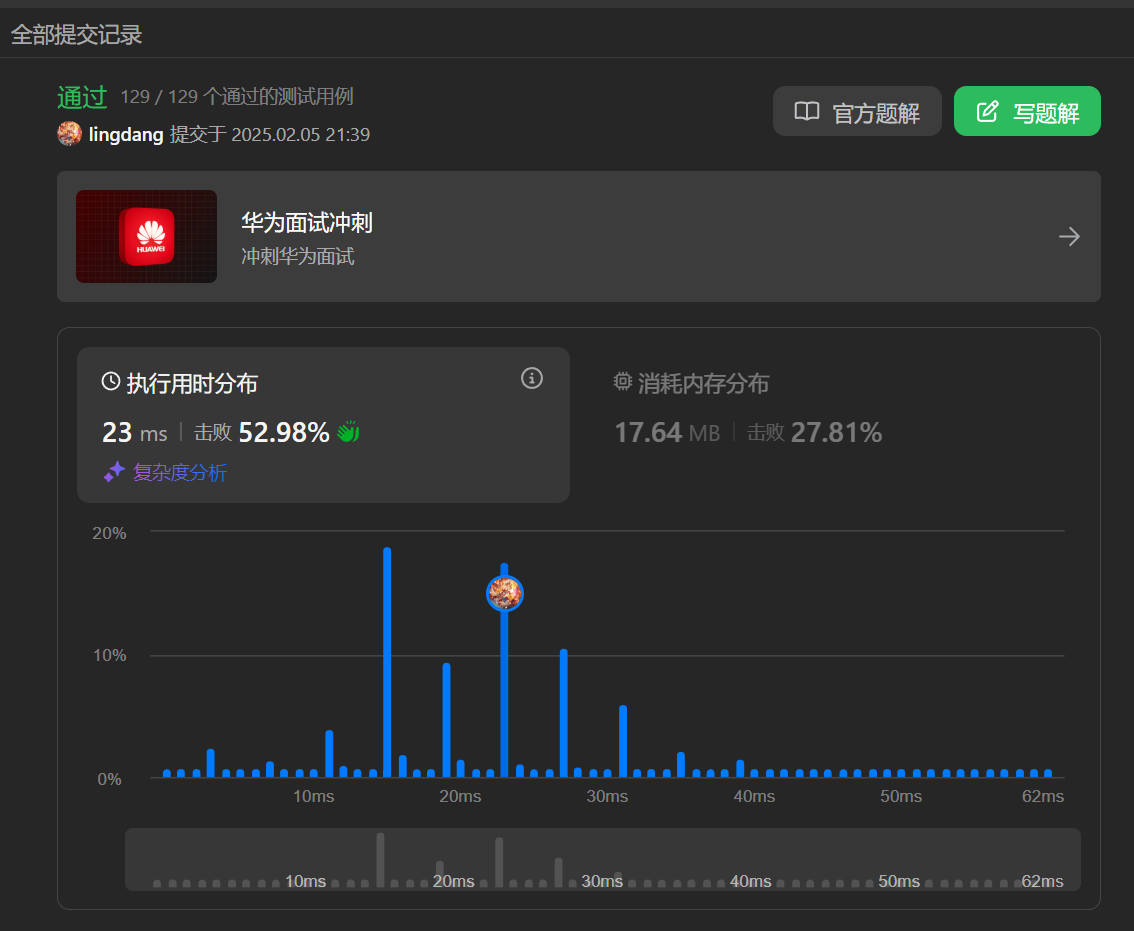 全部提交记录
通过 129 / 129 个通过的测试用例
lingdang 提交于 2025.02.05 21:39
官方题解
写题解
HUAWEI
华为面试冲刺
冲刺华为面试
执行用时分布
23 ms | 击败 52.98%
复杂度分析
消耗内存分布
17.64 MB | 击败 27.81%
20%
10%
0%
10ms 20ms 30ms 40ms 50ms 62ms
10ms 20ms 30ms 40ms 50ms 62ms